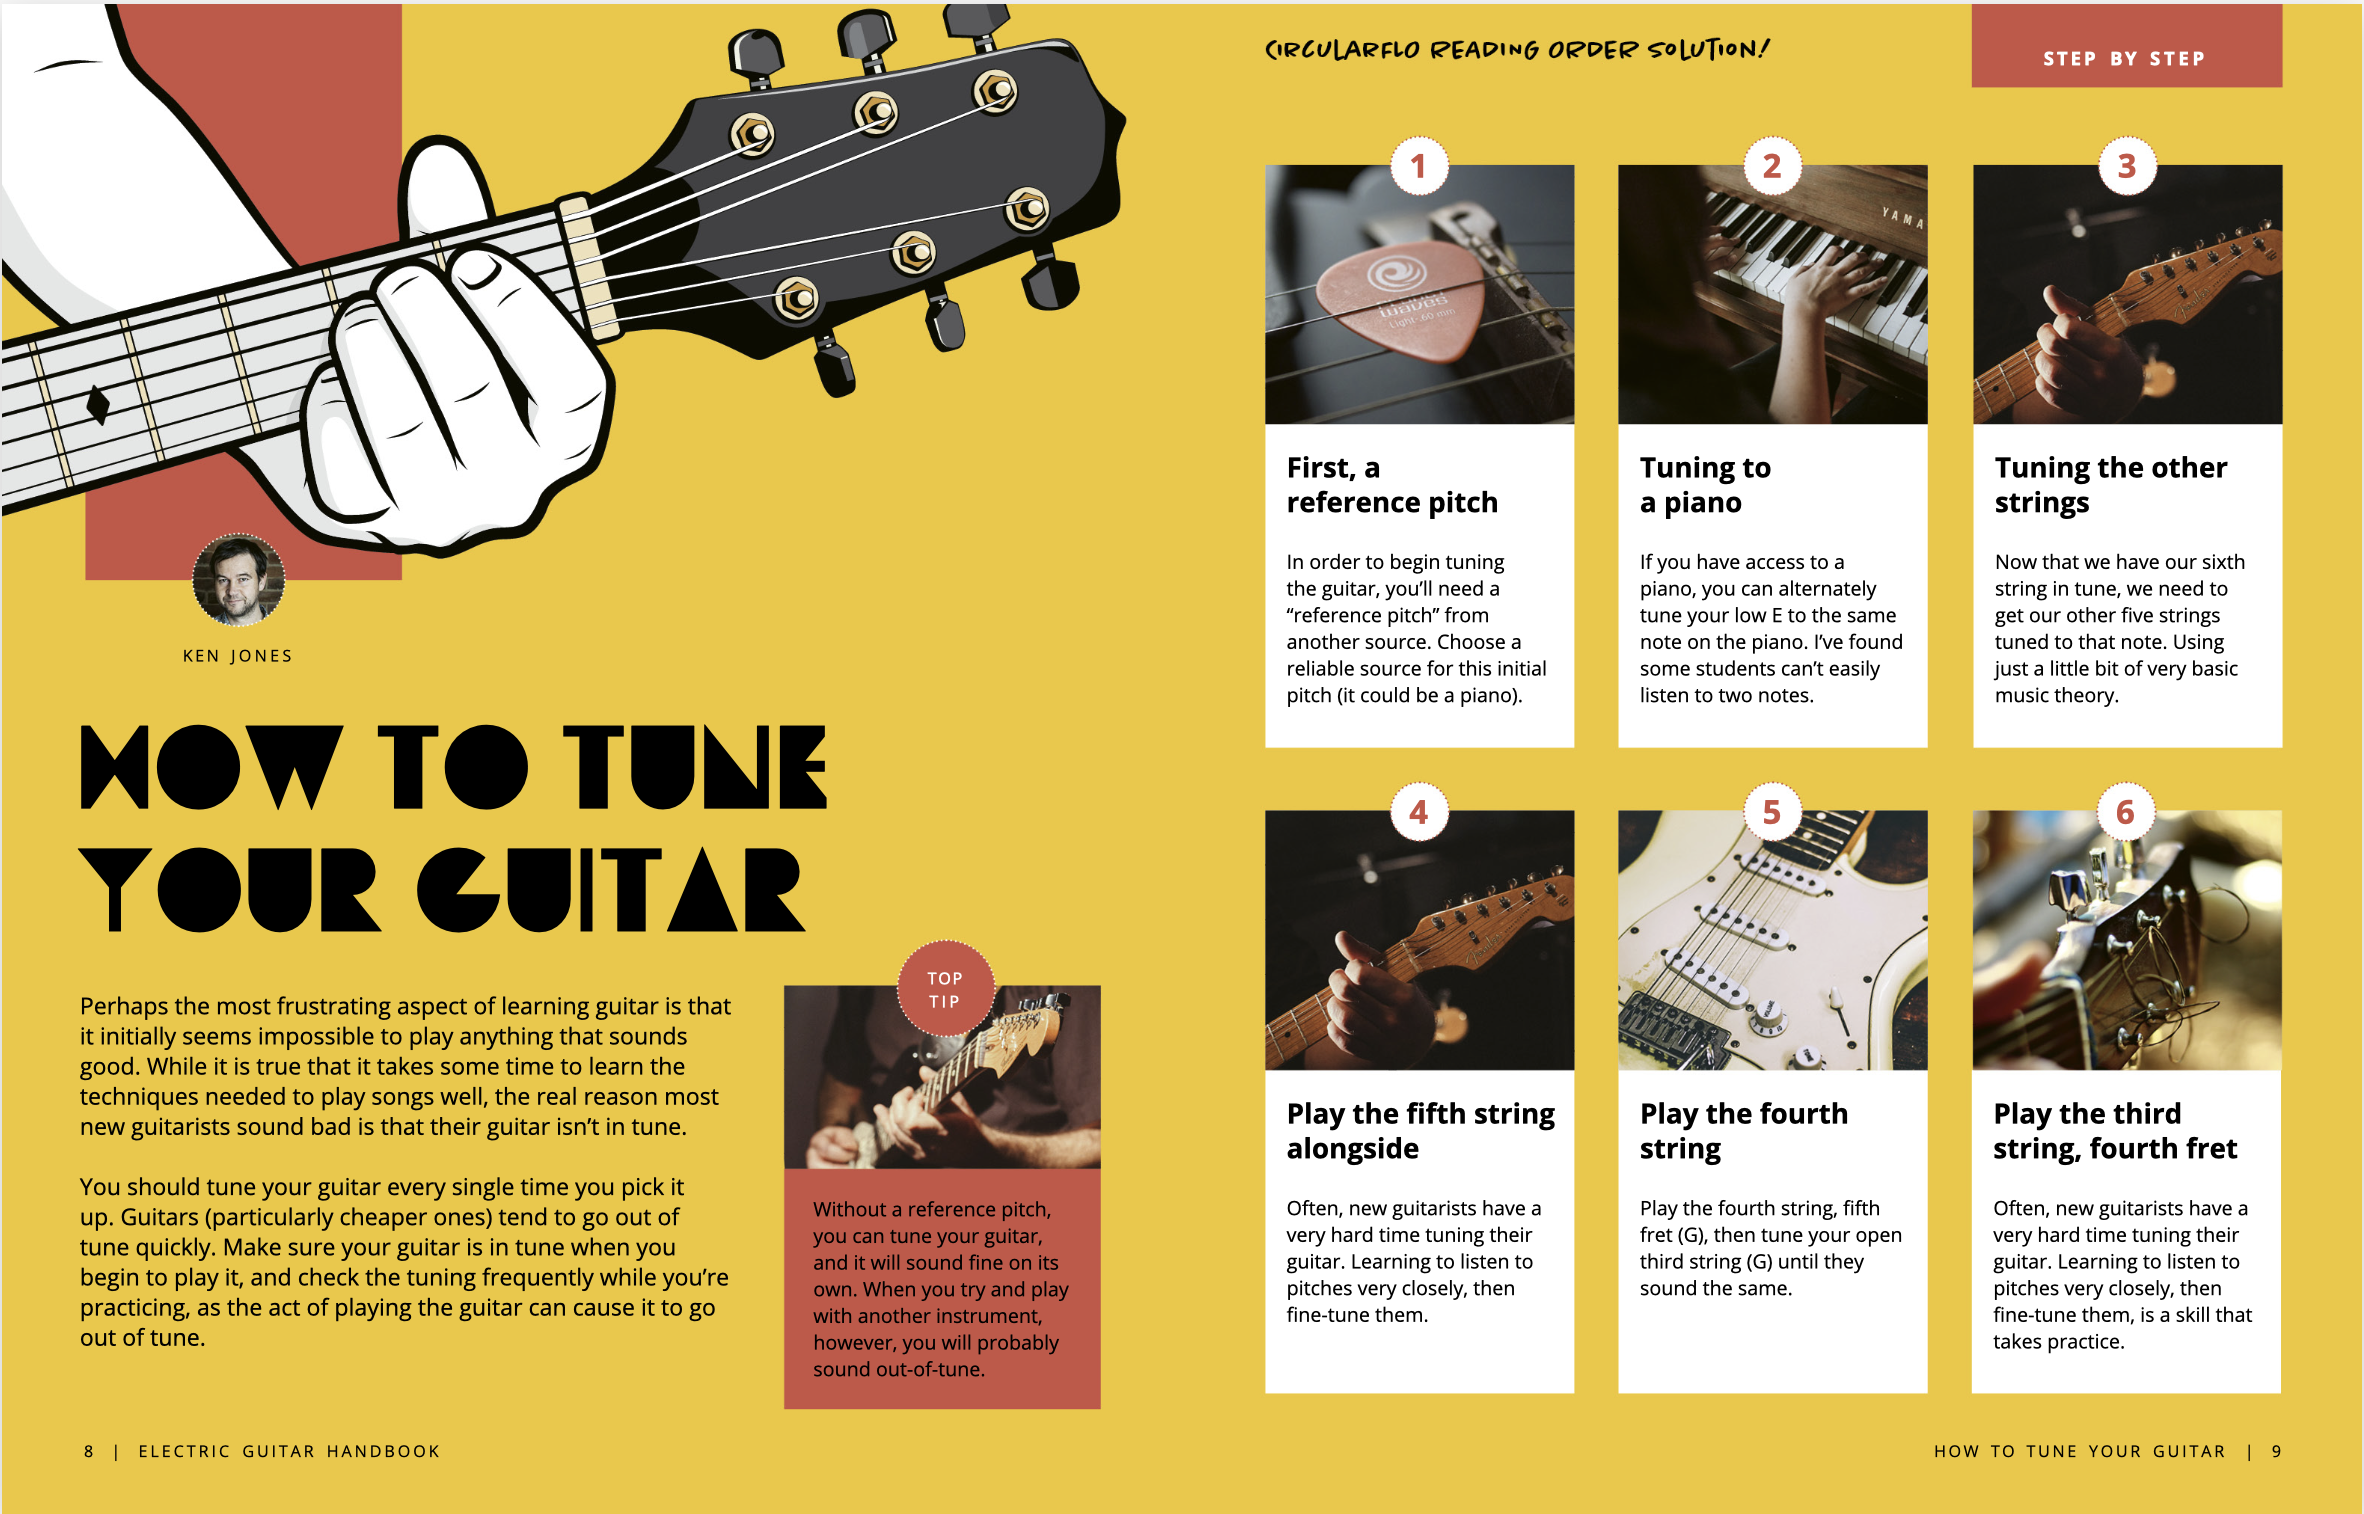 KEN JONES
HOW TO TUNE
YOUR GUITAR
Perhaps the most frustrating aspect of learning guitar is that
it initially seems impossible to play anything that sounds
good. While it is true that it takes some time to learn the
techniques needed to play songs well, the real reason most
new guitarists sound bad is that their guitar isn’t in tune.
You should tune your guitar every single time you pick it
up. Guitars (particularly cheaper ones) tend to go out of
tune quickly. Make sure your guitar is in tune when you
begin to play it, and check the tuning frequently while you’re
practicing, as the act of playing the guitar can cause it to go
out of tune.
TOP
TIP
Without a reference pitch,
you can tune your guitar,
and it will sound fine on its
own. When you try and play
with another instrument,
however, you will probably
sound out-of-tune.
8 | ELECTRIC GUITAR HANDBOOK
CIRCULARFLO READING ORDER SOLUTION!
STEP BY STEP
1
waves
Light-.60 mm
First, a
reference pitch
In order to begin tuning
the guitar, you’ll need a
“reference pitch” from
another source. Choose a
reliable source for this initial
pitch (it could be a piano).
2
YAMA
Tuning to
a piano
If you have access to a
piano, you can alternately
tune your low E to the same
note on the piano. I’ve found
some students can’t easily
listen to two notes.
3
Fender
Tuning the other
strings
Now that we have our sixth
string in tune, we need to
get our other five strings
tuned to that note. Using
just a little bit of very basic
music theory.
4
Fender
Play the fifth string
alongside
Often, new guitarists have a
very hard time tuning their
guitar. Learning to listen to
pitches very closely, then
fine-tune them.
5
VOLUME
Play the fourth
string
Play the fourth string, fifth
fret (G), then tune your open
third string (G) until they
sound the same.
6
Play the third
string, fourth fret
Often, new guitarists have a
very hard time tuning their
guitar. Learning to listen to
pitches very closely, then
fine-tune them, is a skill that
takes practice.
HOW TO TUNE YOUR GUITAR | 9